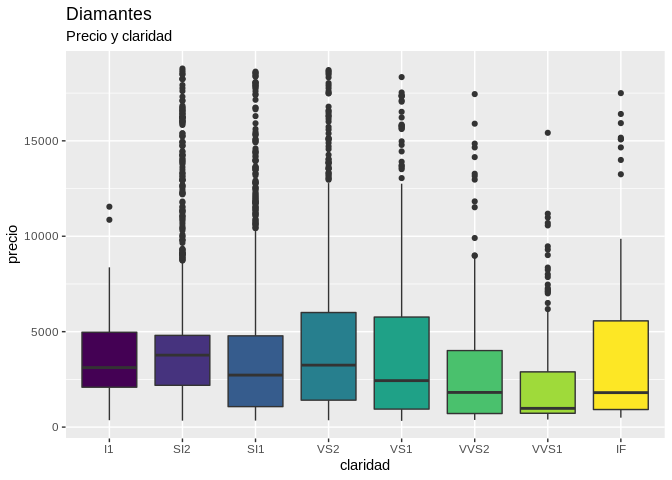 Diamantes
Precio y claridad
precio
15000
10000
5000
0
I1 SI2 SI1 VS2 VS1 VVS2 VVS1 IF
claridad